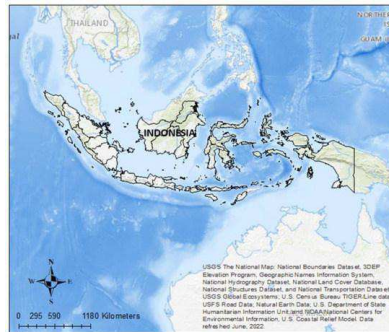 THAILAND
NORTHER
GUAM
INDONESIA
N
W
E
S
0 295 590 1180 Kilometers
USGS The National Map: National Boundaries Dataset, 3DEP
Elevation Program, Geographic Names Information System,
National Hydrography Dataset, National Land Cover Database,
National Structures Dataset, and National Transportation Dataset;
USGS Global Ecosystems; U.S. Census Bureau TIGER/Line data;
USFS Road Data; Natural Earth Data; U.S. Department of State
Humanitarian Information Unit; and NOAA National Centers for
Environmental Information, U.S. Coastal Relief Model. Data
refreshed June, 2022.